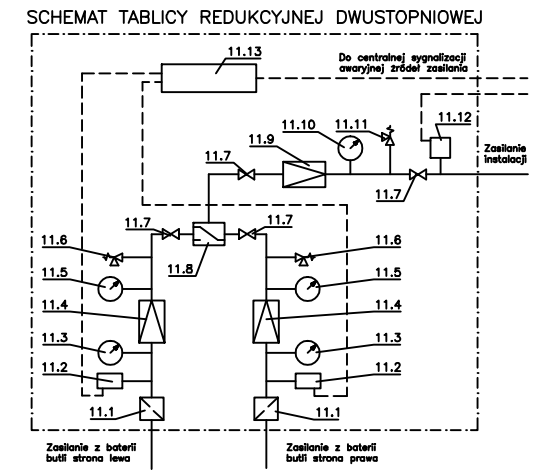 SCHEMAT TABLICY REDUKCYJNEJ DWUSTOPNIOWEJ
11.13
Do centralnej sygnalizacji
awaryjnej źródeł zasilania
11.10
11.11
11.12
11.9
11.7
Zasilanie
instalacji
11.7
11.7
11.7
11.6
11.6
11.8
11.5
11.5
11.4
11.4
11.3
11.3
11.2
11.2
11.1
11.1
Zasilanie z baterii
butli strona lewa
Zasilanie z baterii
butli strona prawa